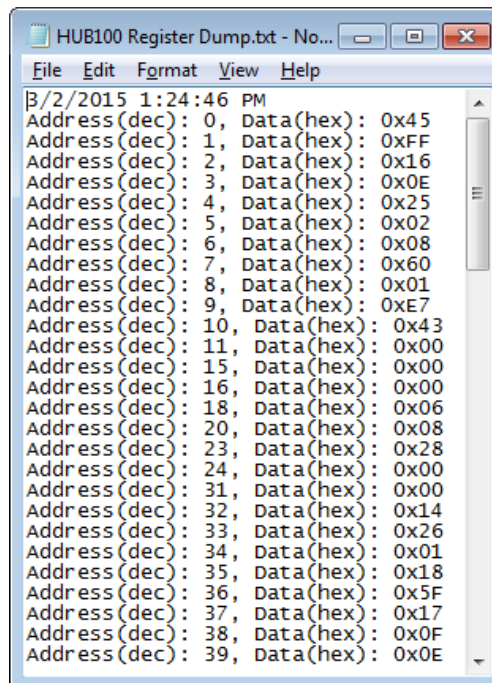 HUB100 Register Dump.txt - No...
File Edit Format View Help
3/2/2015 1:24:46 PM
Address(dec): 0, Data(hex): 0x45
Address(dec): 1, Data(hex): 0xFF
Address(dec): 2, Data(hex): 0x16
Address(dec): 3, Data(hex): 0x0E
Address(dec): 4, Data(hex): 0x25
Address(dec): 5, Data(hex): 0x02
Address(dec): 6, Data(hex): 0x08
Address(dec): 7, Data(hex): 0x60
Address(dec): 8, Data(hex): 0x01
Address(dec): 9, Data(hex): 0xE7
Address(dec): 10, Data(hex): 0x43
Address(dec): 11, Data(hex): 0x00
Address(dec): 15, Data(hex): 0x00
Address(dec): 16, Data(hex): 0x00
Address(dec): 18, Data(hex): 0x06
Address(dec): 20, Data(hex): 0x08
Address(dec): 23, Data(hex): 0x28
Address(dec): 24, Data(hex): 0x00
Address(dec): 31, Data(hex): 0x00
Address(dec): 32, Data(hex): 0x14
Address(dec): 33, Data(hex): 0x26
Address(dec): 34, Data(hex): 0x01
Address(dec): 35, Data(hex): 0x18
Address(dec): 36, Data(hex): 0x5F
Address(dec): 37, Data(hex): 0x17
Address(dec): 38, Data(hex): 0x0F
Address(dec): 39, Data(hex): 0x0E